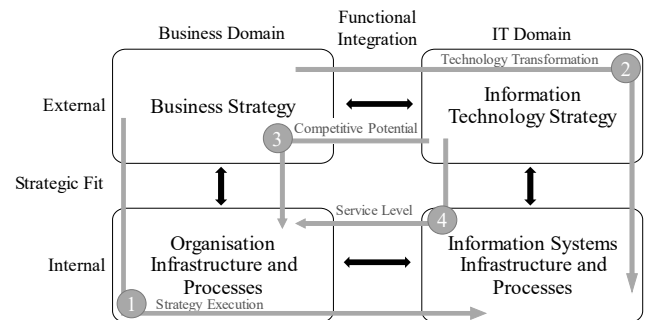 Business Domain
Functional
Integration
IT Domain
Technology Transformation
2
External
Business Strategy
Information
Technology Strategy
3
Competitive Potential
Strategic Fit
Service Level
4
Internal
Organisation
Infrastructure and
Processes
Information Systems
Infrastructure and
Processes
1
Strategy Execution